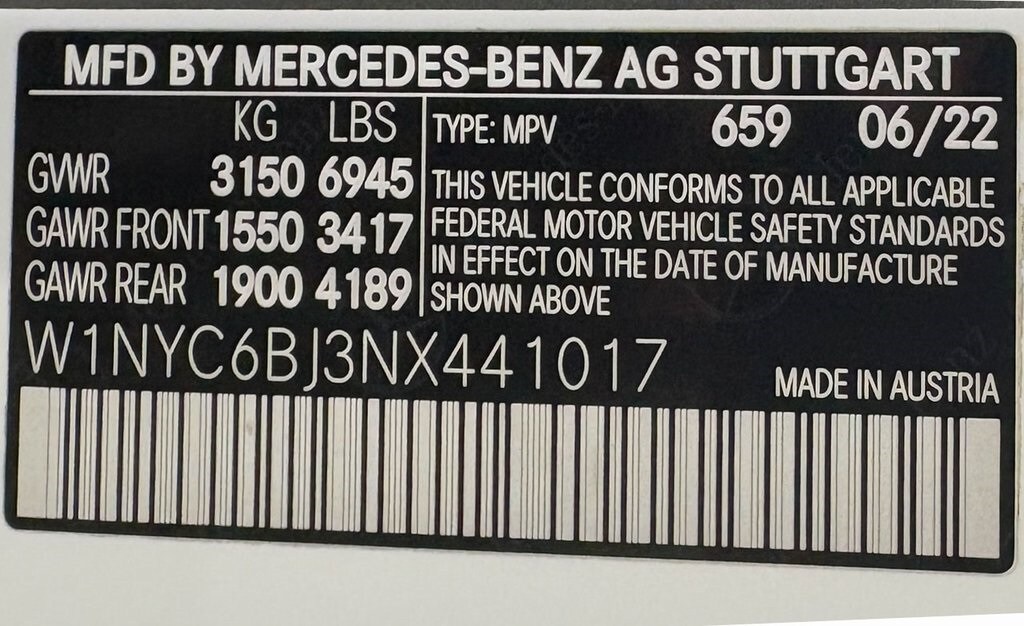 MFD BY MERCEDES-BENZ AG STUTTGART
KG LBS
GVWR 3150 6945
GAWR FRONT 1550 3417
GAWR REAR 1900 4189
TYPE: MPV 659 06/22
THIS VEHICLE CONFORMS TO ALL APPLICABLE
FEDERAL MOTOR VEHICLE SAFETY STANDARDS
IN EFFECT ON THE DATE OF MANUFACTURE
SHOWN ABOVE
W1NYC6BJ3NX441017
MADE IN AUSTRIA